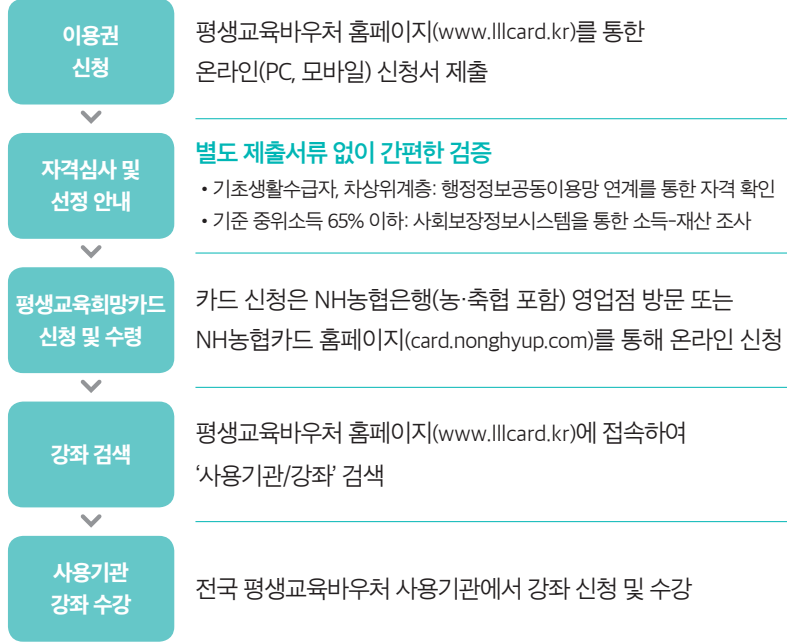 이용권
신청
평생교육바우처 홈페이지(www.lllcard.kr)를 통한
온라인(PC, 모바일) 신청서 제출
자격심사 및
선정 안내
별도 제출서류 없이 간편한 검증
• 기초생활수급자, 차상위계층: 행정정보공동이용망 연계를 통한 자격 확인
• 기준 중위소득 65% 이하: 사회보장정보시스템을 통한 소득-재산 조사
평생교육희망카드
신청 및 수령
카드 신청은 NH농협은행(농·축협 포함) 영업점 방문 또는
NH농협카드 홈페이지(card.nonghyup.com)를 통해 온라인 신청
강좌 검색
평생교육바우처 홈페이지(www.lllcard.kr)에 접속하여
‘사용기관/강좌’ 검색
사용기관
강좌 수강
전국 평생교육바우처 사용기관에서 강좌 신청 및 수강